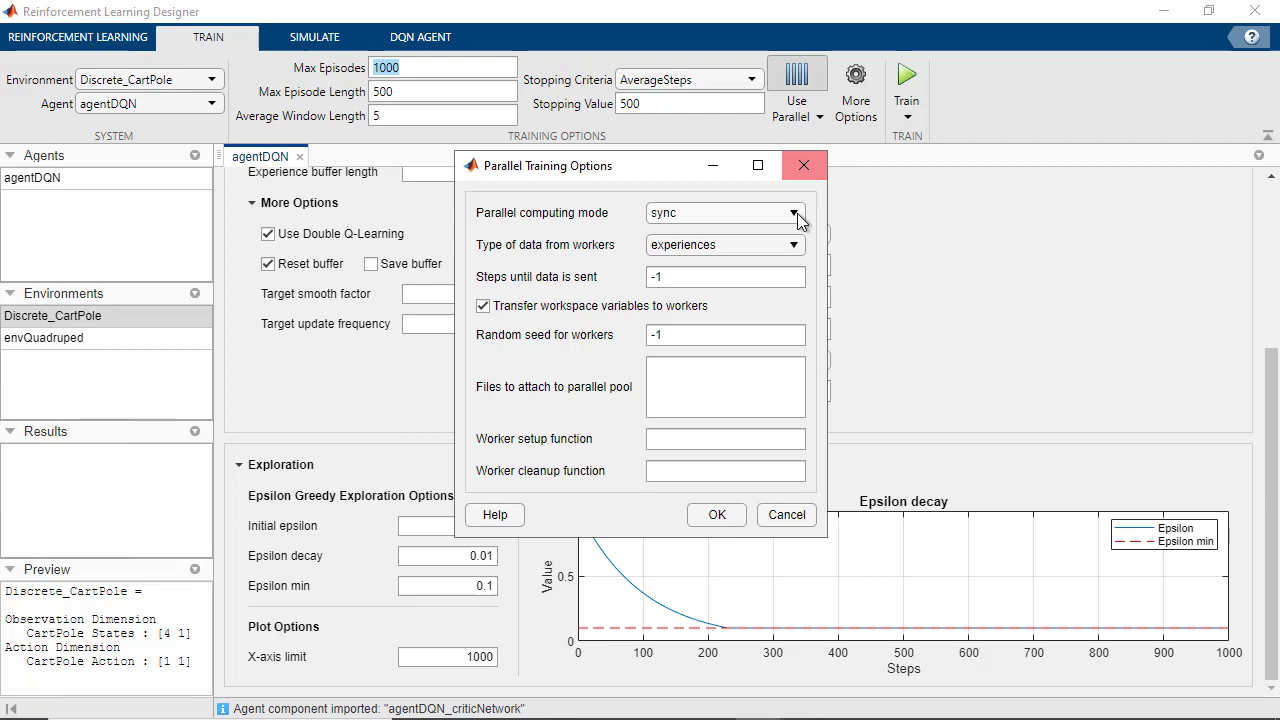 Reinforcement Learning Designer
REINFORCEMENT LEARNING
TRAIN
SIMULATE
DQN AGENT
?
Environment
Discrete_CartPole
Agent
agentDQN
SYSTEM
Max Episodes
1000
Max Episode Length
500
Average Window Length
5
Stopping Criteria
AverageSteps
Stopping Value
500
TRAINING OPTIONS
Use
Parallel
More
Options
Train
TRAIN
Agents
agentDQN
Environments
Discrete_CartPole
envQuadruped
Results
Preview
Discrete_CartPole =
Observation Dimension
CartPole States : [4 1]
Action Dimension
CartPole Action : [1 1]
agentDQN
Experience buffer length
More Options
Use Double Q-Learning
Reset buffer
Save buffer
Target smooth factor
Target update frequency
Parallel Training Options
Parallel computing mode
sync
Type of data from workers
experiences
Steps until data is sent
-1
Transfer workspace variables to workers
Random seed for workers
-1
Files to attach to parallel pool
Worker setup function
Worker cleanup function
Help
OK
Cancel
Exploration
Epsilon Greedy Exploration Options
Initial epsilon
Epsilon decay
0.01
Epsilon min
0.1
Plot Options
X-axis limit
1000
Epsilon decay
Epsilon
Epsilon min
Value
0.5
0
0 100 200 300 400 500 600 700 800 900 1000
Steps
Agent component imported: "agentDQN_criticNetwork"